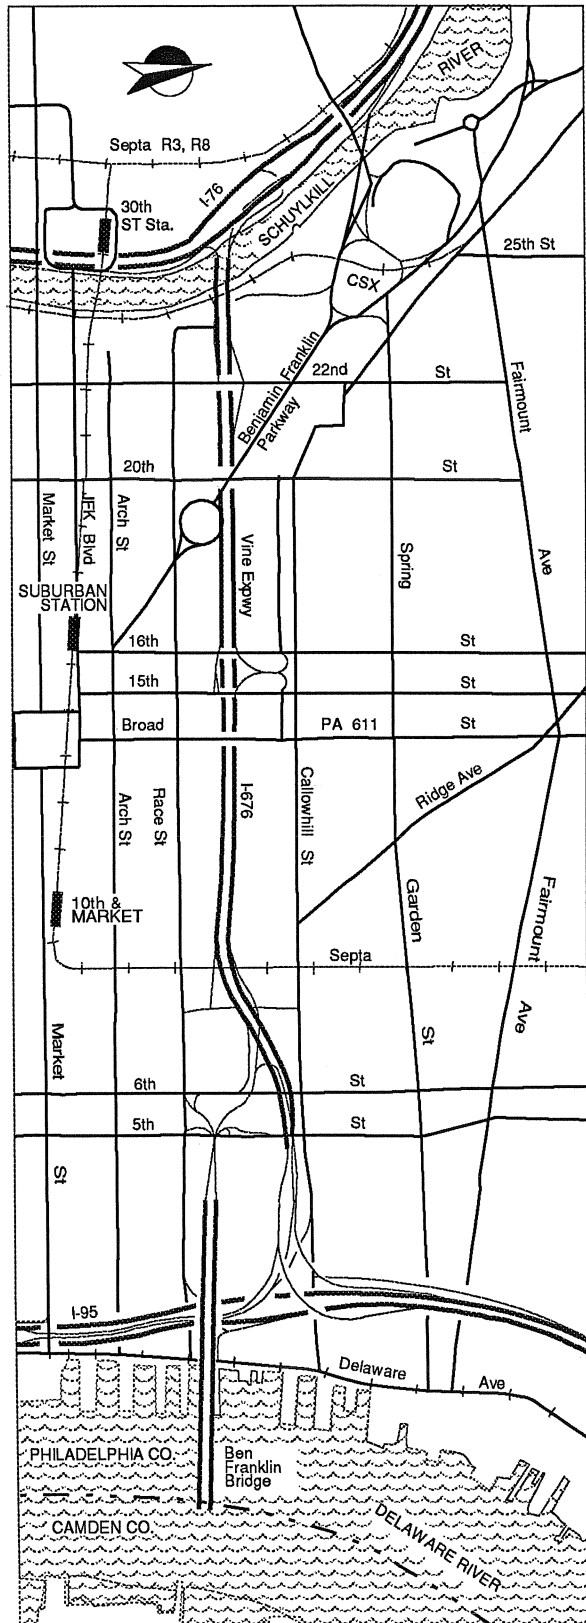 RIVER
Septa R3, R8
I-76
30th
ST Sta.
SCHUYLKILL
25th St
CSX
22nd
St
Benjamin Franklin
Parkway
Fairmount
20th
St
Market St
JFK Blvd
Arch St
Vine Expwy
Spring
Ave
SUBURBAN
STATION
16th
St
15th
St
Broad
PA 611
St
Ridge Ave
I-676
Callowhill St
Race St
Arch St
10th &
MARKET
Garden
Fairmount
Septa
Market
St
Ave
6th
St
5th
St
St
I-95
Delaware
Ave
PHILADELPHIA CO.
Ben
Franklin
Bridge
CAMDEN CO.
DELAWARE RIVER